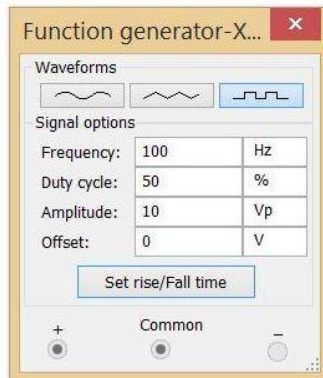 Function generator-X... ×
Waveforms
Signal options
Frequency: 100 Hz
Duty cycle: 50 %
Amplitude: 10 Vp
Offset: 0 V
Set rise/Fall time
+ Common −